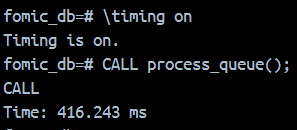 fomic_db=# \timing on
Timing is on.
fomic_db=# CALL process_queue();
CALL
Time: 416.243 ms